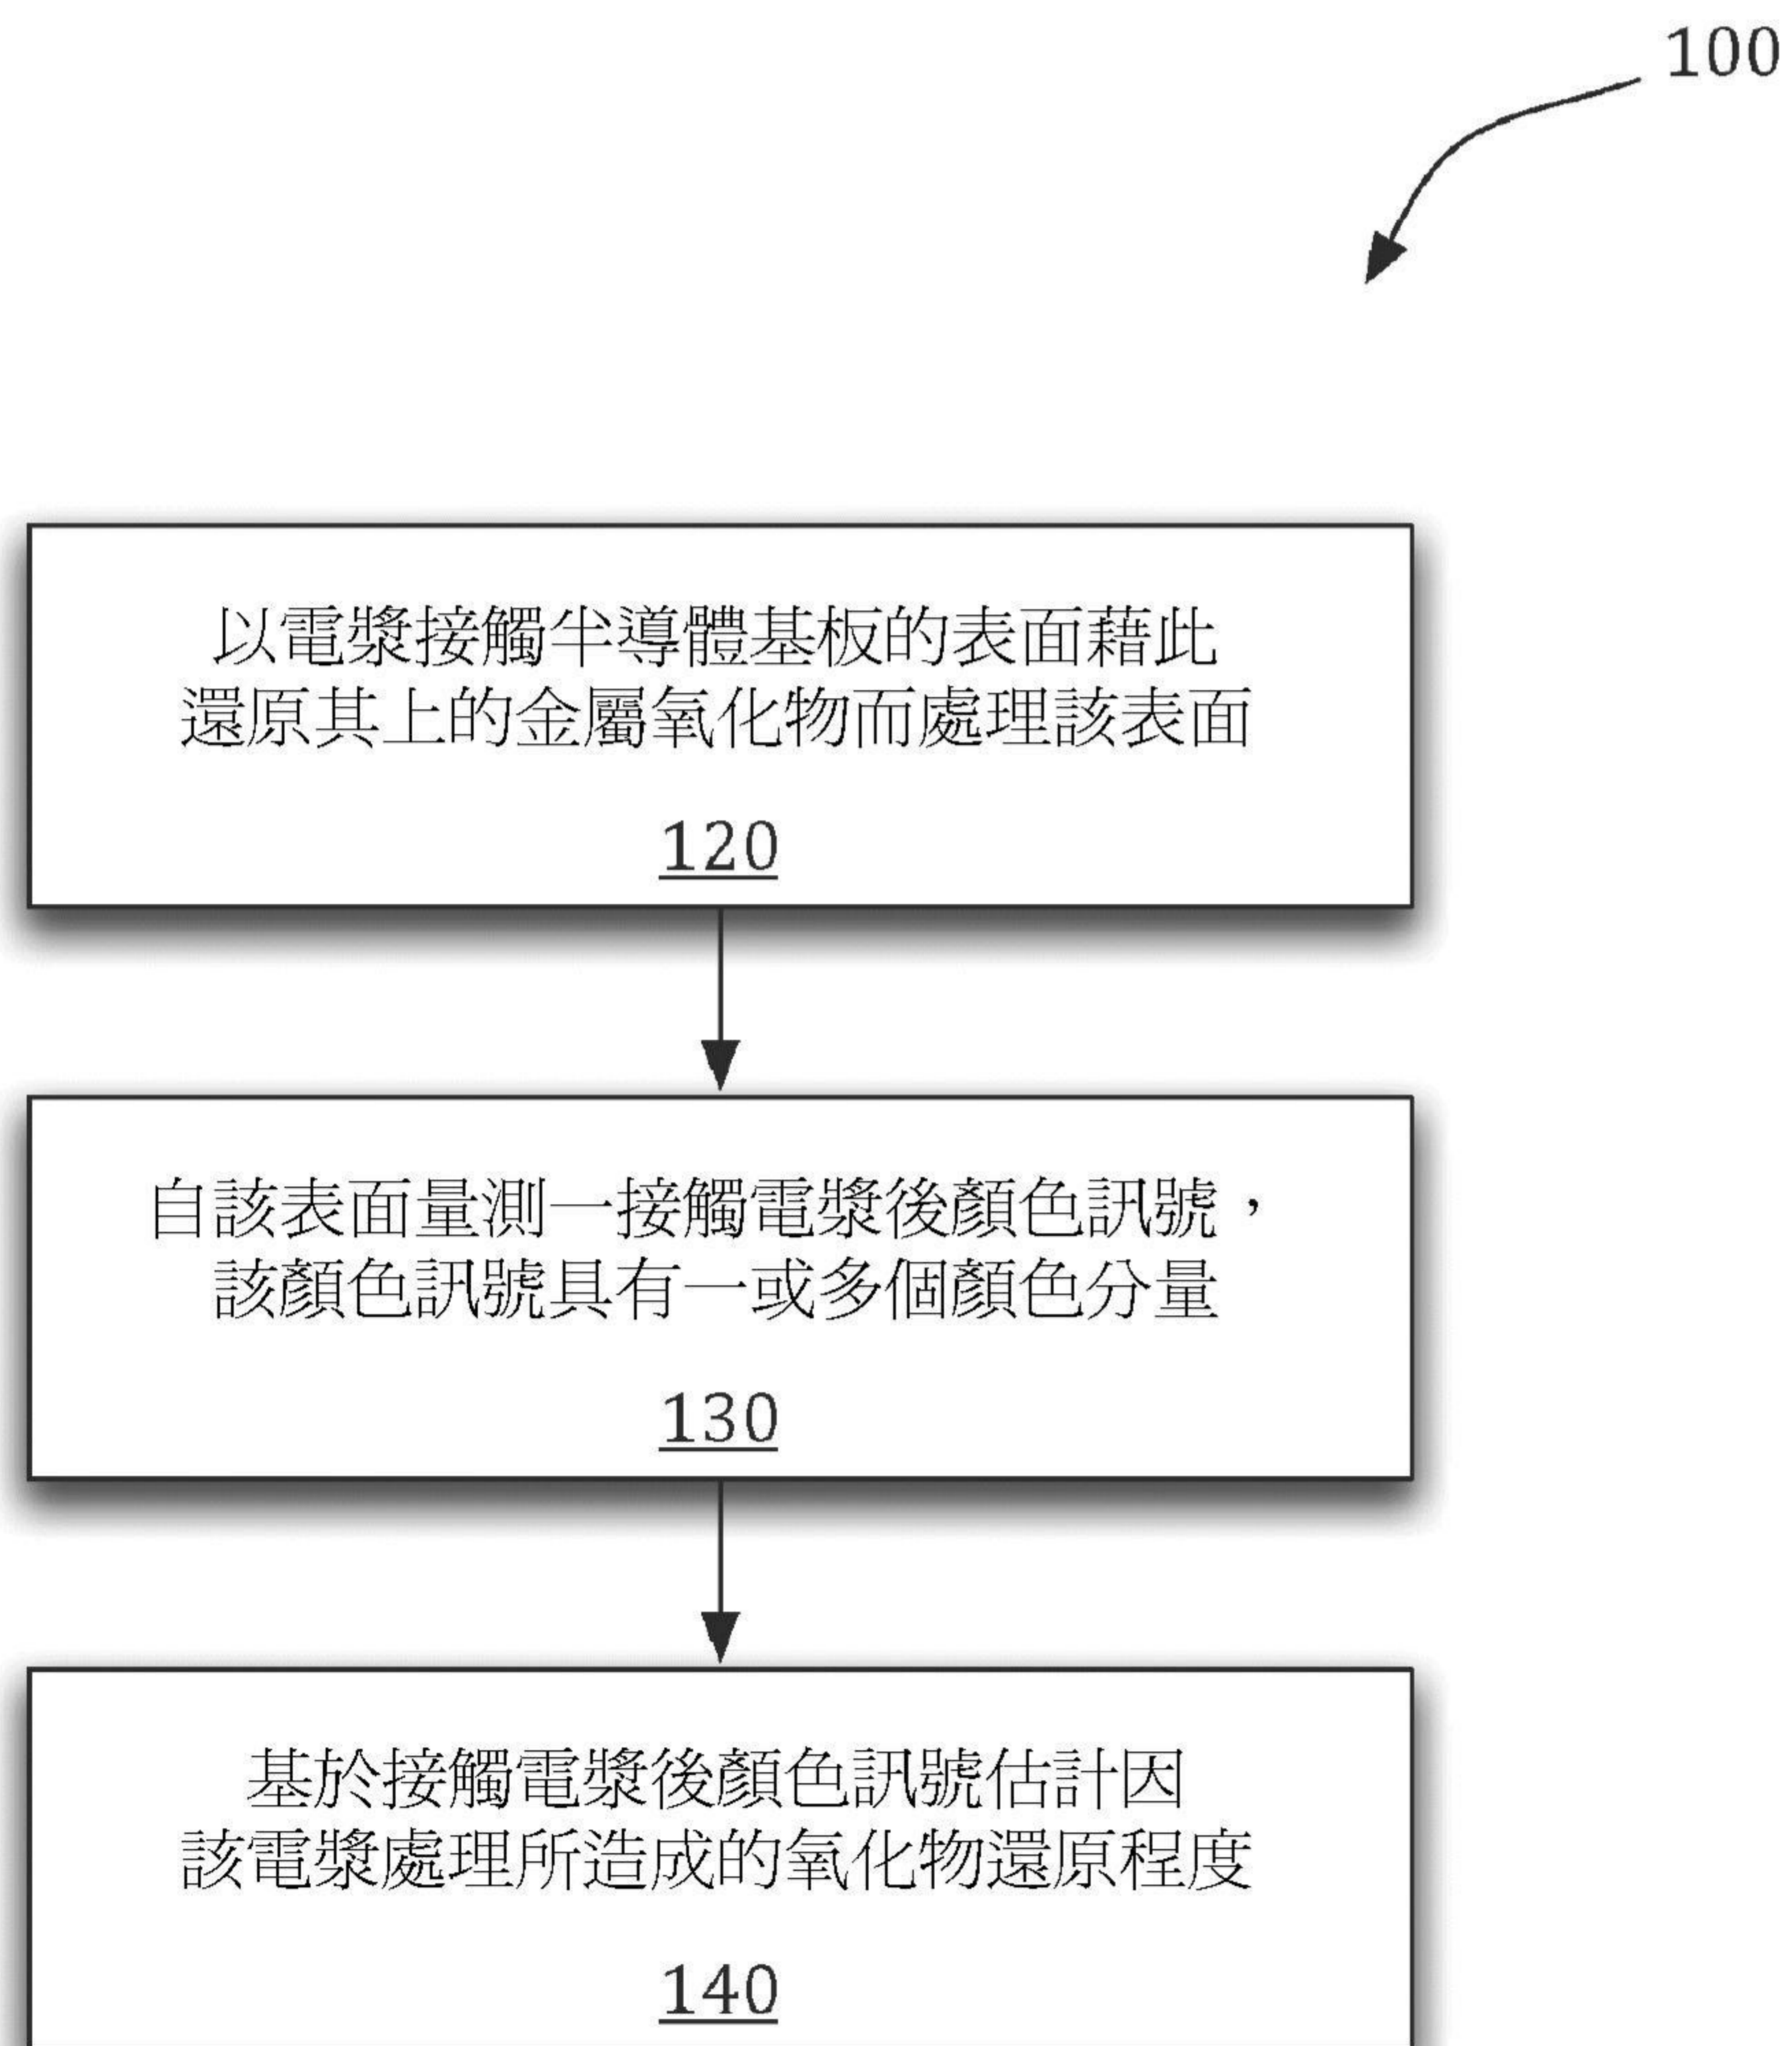 100
以電漿接觸半導體基板的表面藉此
還原其上的金屬氧化物而處理該表面
120
自該表面量測一接觸電漿後顏色訊號，
該顏色訊號具有一或多個顏色分量
130
基於接觸電漿後顏色訊號估計因
該電漿處理所造成的氧化物還原程度
140